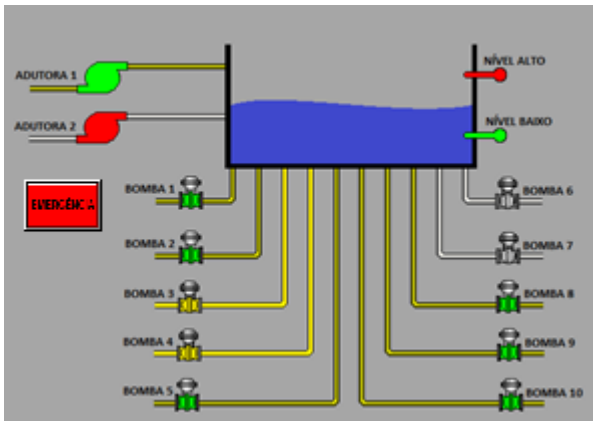 NÍVEL ALTO
ADUTORA 1
ADUTORA 2
NÍVEL BAIXO
BOMBA 1
BOMBA 6
EMERGÊNCIA
BOMBA 2
BOMBA 7
BOMBA 3
BOMBA 8
BOMBA 4
BOMBA 9
BOMBA 5
BOMBA 10